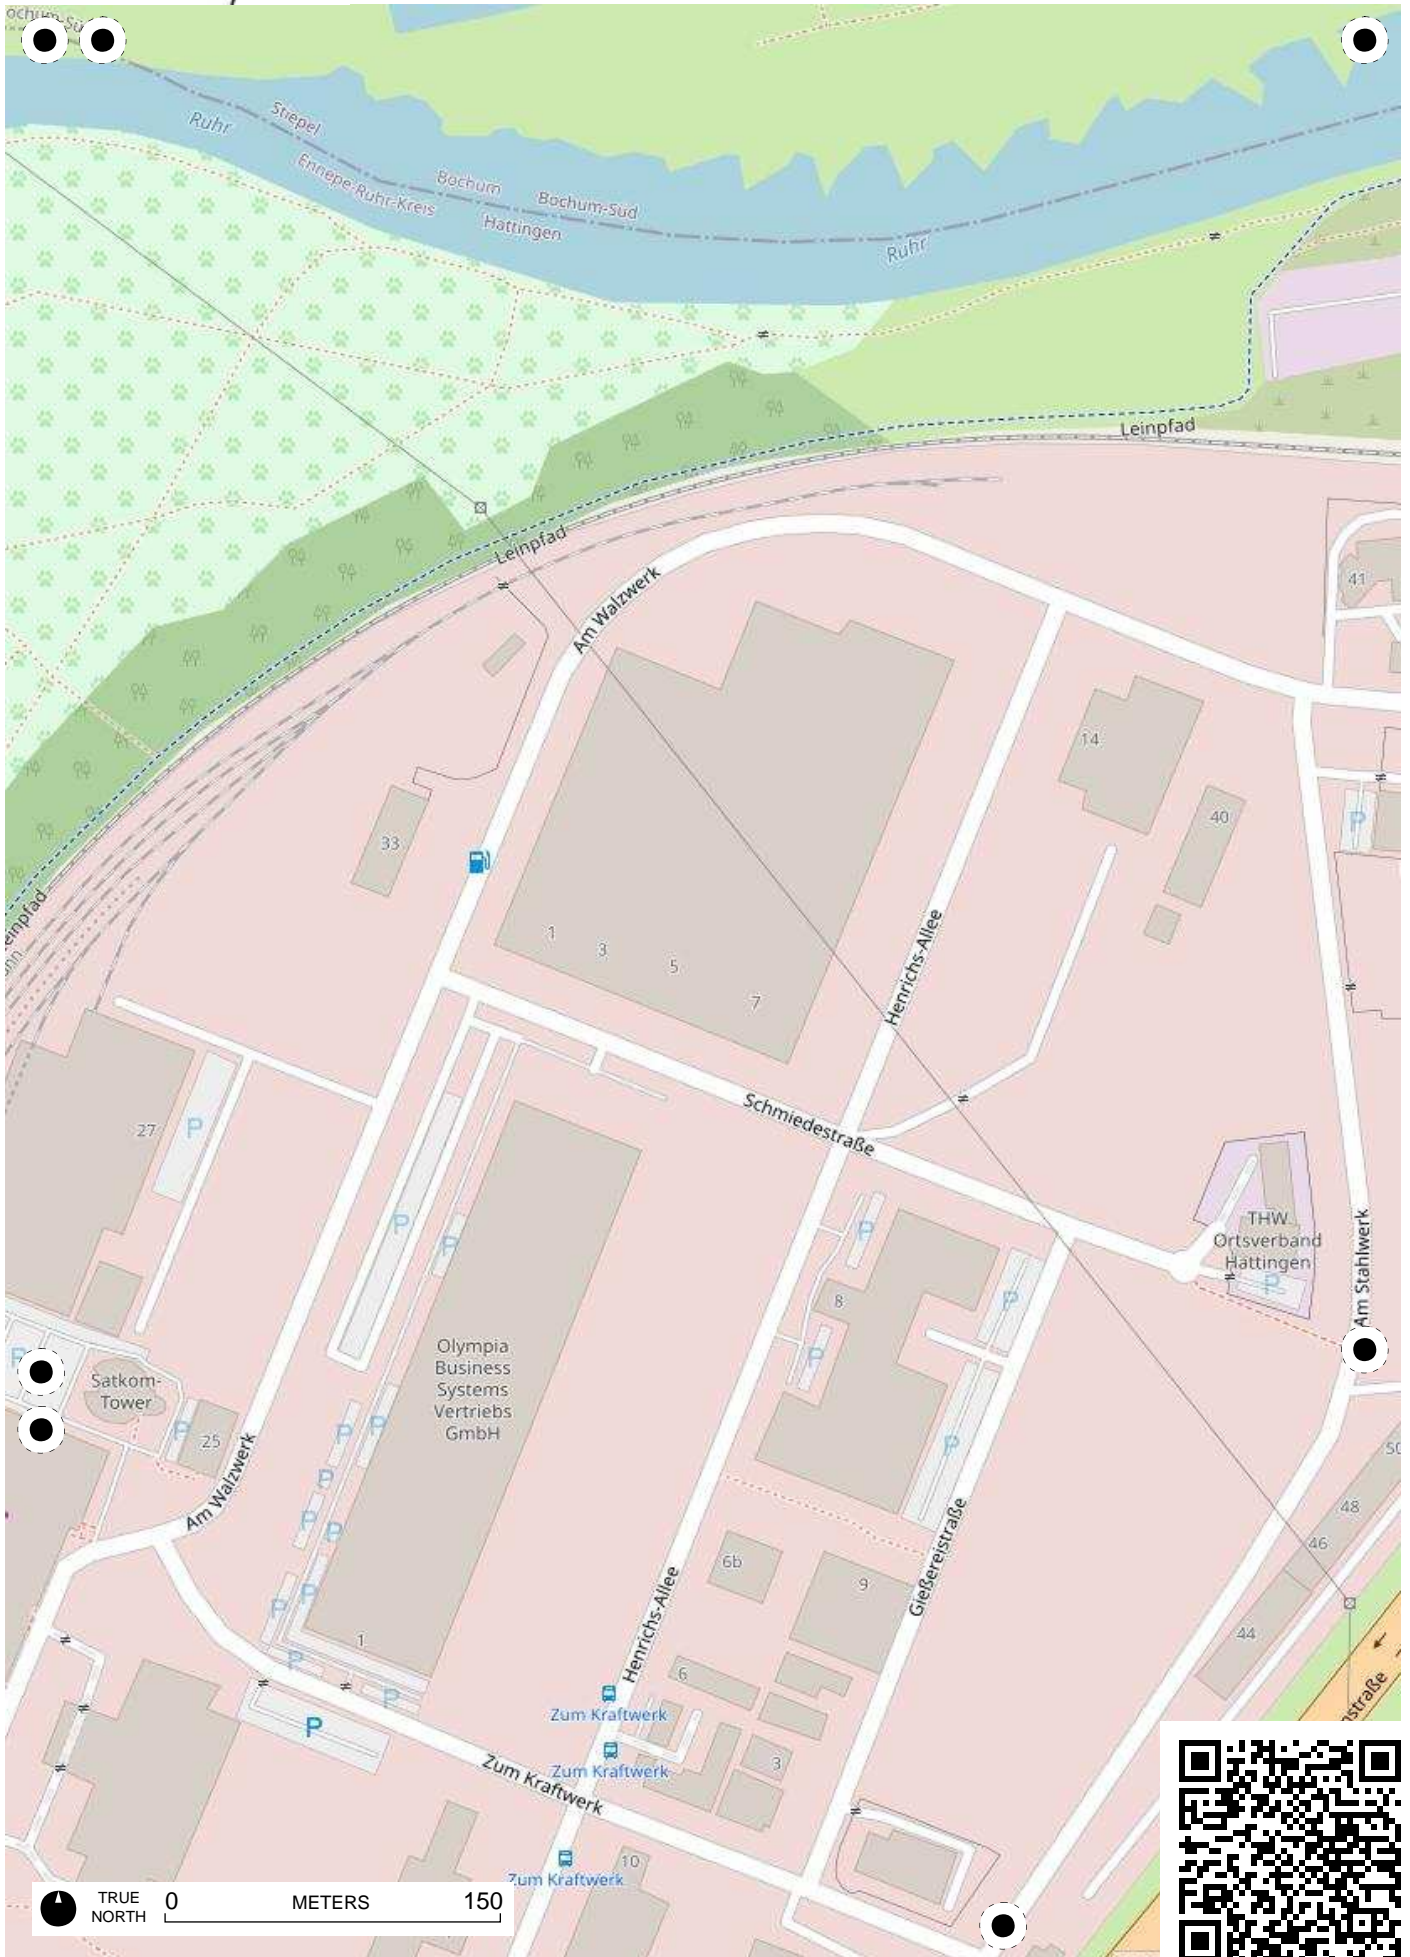 Ruhr
Stiepel
Ennepe-Ruhr-Kreis
Bochum
Bochum-Süd
Hattingen
Ruhr
Leinpfad
Leinpfad
Am Walzwerk
41
14
40
33
P
1
3
5
7
Henrichs-Allee
Schmiedestraße
27
P
P
P
P
THW
Ortsverband
Hattingen
P
Am Stahlwerk
8
P
P
P
Olympia
Business
Systems
Vertriebs
GmbH
P
Satkom-
Tower
P
25
P
P
P
P
P
P
P
P
Am Walzwerk
50
48
46
44
6b
9
Gießereistraße
Henrichs-Allee
1
P
P
P
6
Zum Kraftwerk
Zum Kraftwerk
3
Zum Kraftwerk
Zum Kraftwerk
10
TRUE
NORTH
0 METERS 150